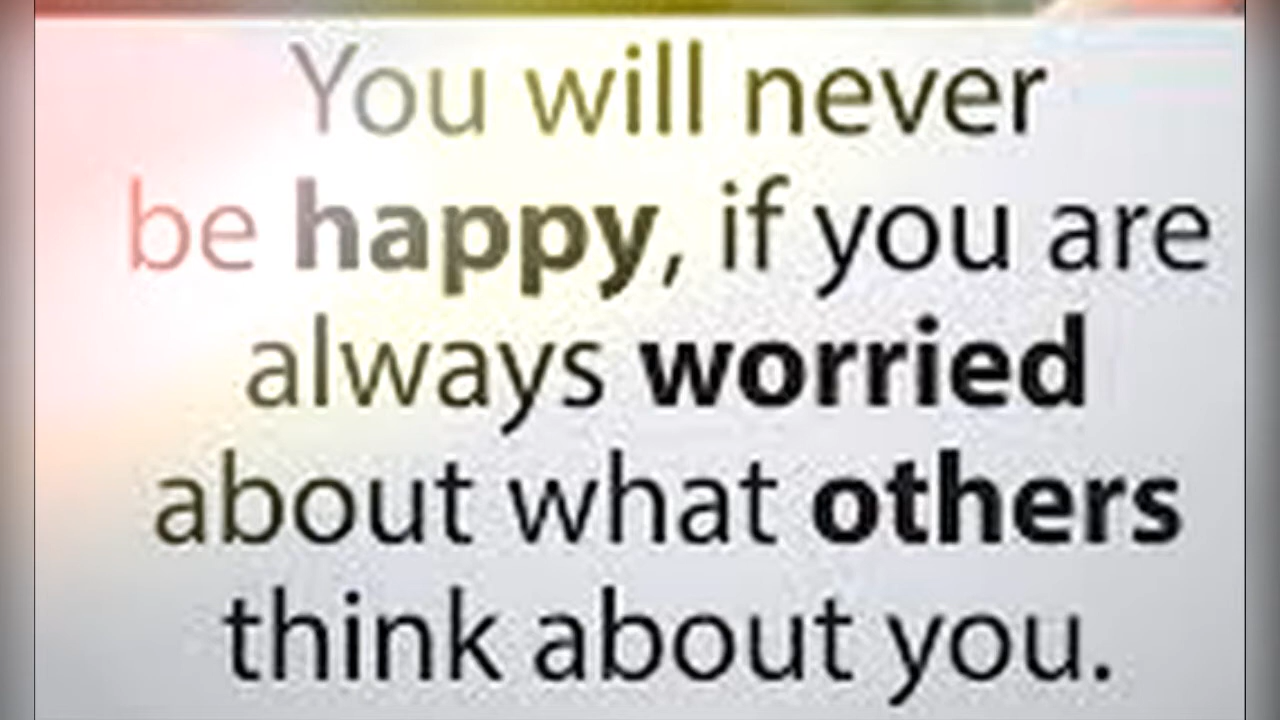 You will never
be happy, if you are
always worried
about what others
think about you.